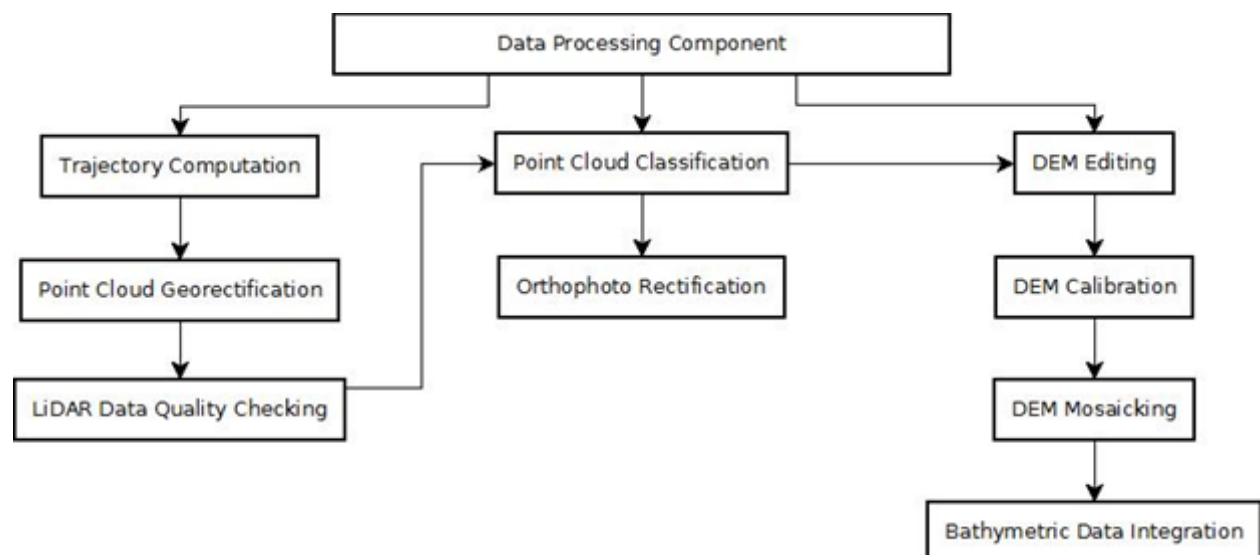 Data Processing Component
Trajectory Computation
Point Cloud Classification
DEM Editing
Point Cloud Georectification
Orthophoto Rectification
DEM Calibration
LiDAR Data Quality Checking
DEM Mosaicking
Bathymetric Data Integration